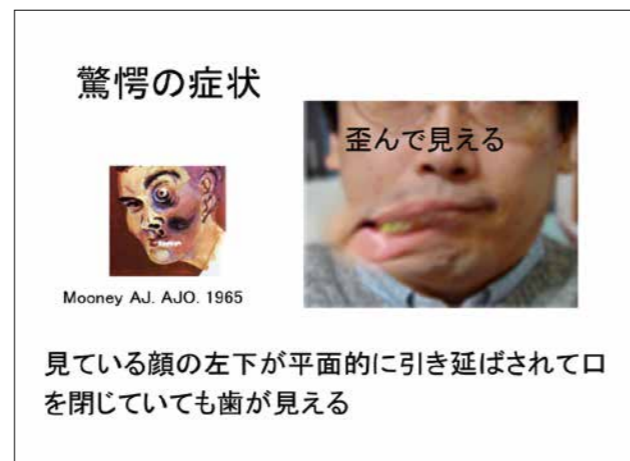 驚愕の症状
歪んで見える
Mooney AJ. AJO. 1965
見ている顔の左下が平面的に引き延ばされて口
を閉じていても歯が見える